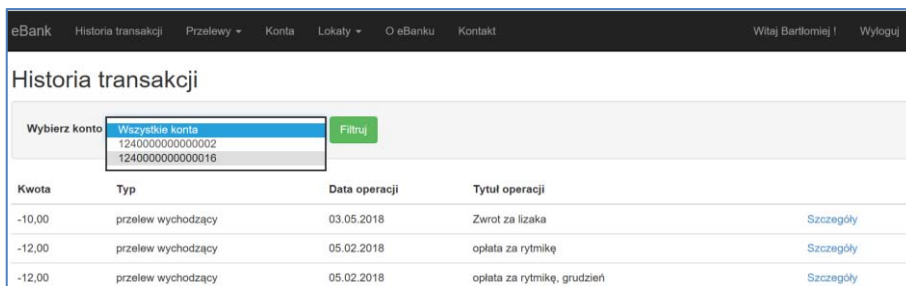 eBank Historia transakcji Przelewy Konta Lokaty O eBanku Kontakt Witaj Bartłomiej ! Wyloguj
Historia transakcji
Wybierz konto Wszystkie konta Filtruj
1240000000000002
1240000000000016
Kwota Typ Data operacji Tytuł operacji
-10,00 przelew wychodzący 03.05.2018 Zwrot za lizaka Szczegóły
-12,00 przelew wychodzący 05.02.2018 opłata za rytmikę Szczegóły
-12,00 przelew wychodzący 05.02.2018 opłata za rytmikę, grudzień Szczegóły